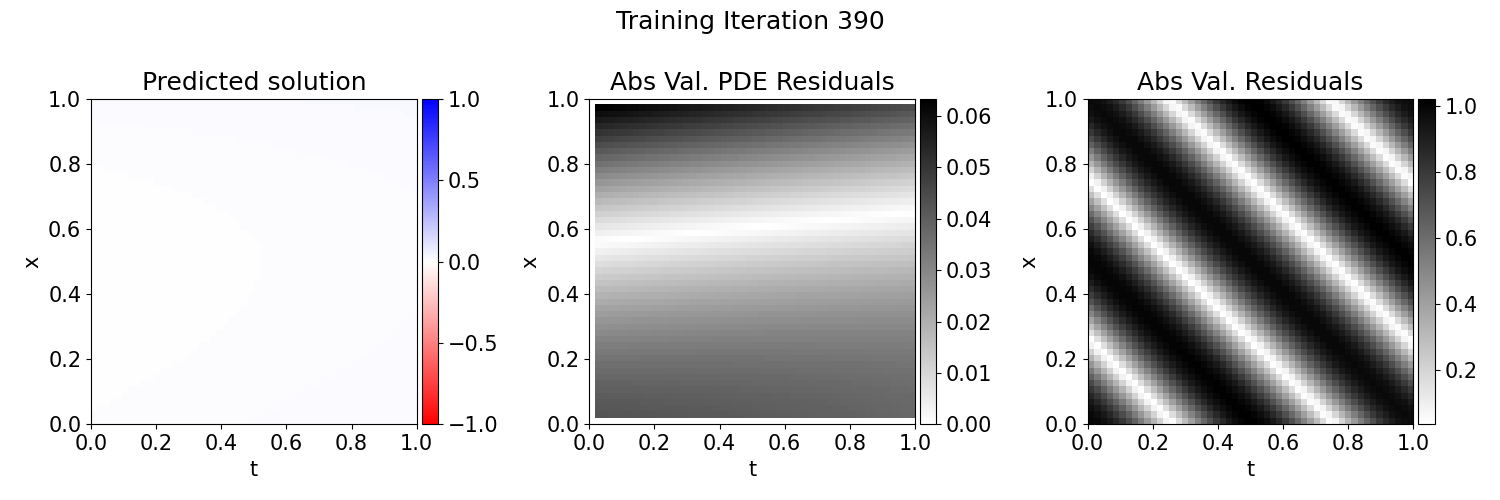 Training Iteration 390
Predicted solution
1.0
0.8
0.6
0.4
0.2
0.0
x
0.0 0.2 0.4 0.6 0.8 1.0
t
1.0
0.5
0.0
−0.5
−1.0
Abs Val. PDE Residuals
1.0
0.8
0.6
0.4
0.2
0.0
x
0.0 0.2 0.4 0.6 0.8 1.0
t
0.06
0.05
0.04
0.03
0.02
0.01
0.00
Abs Val. Residuals
1.0
0.8
0.6
0.4
0.2
0.0
x
0.0 0.2 0.4 0.6 0.8 1.0
t
1.0
0.8
0.6
0.4
0.2